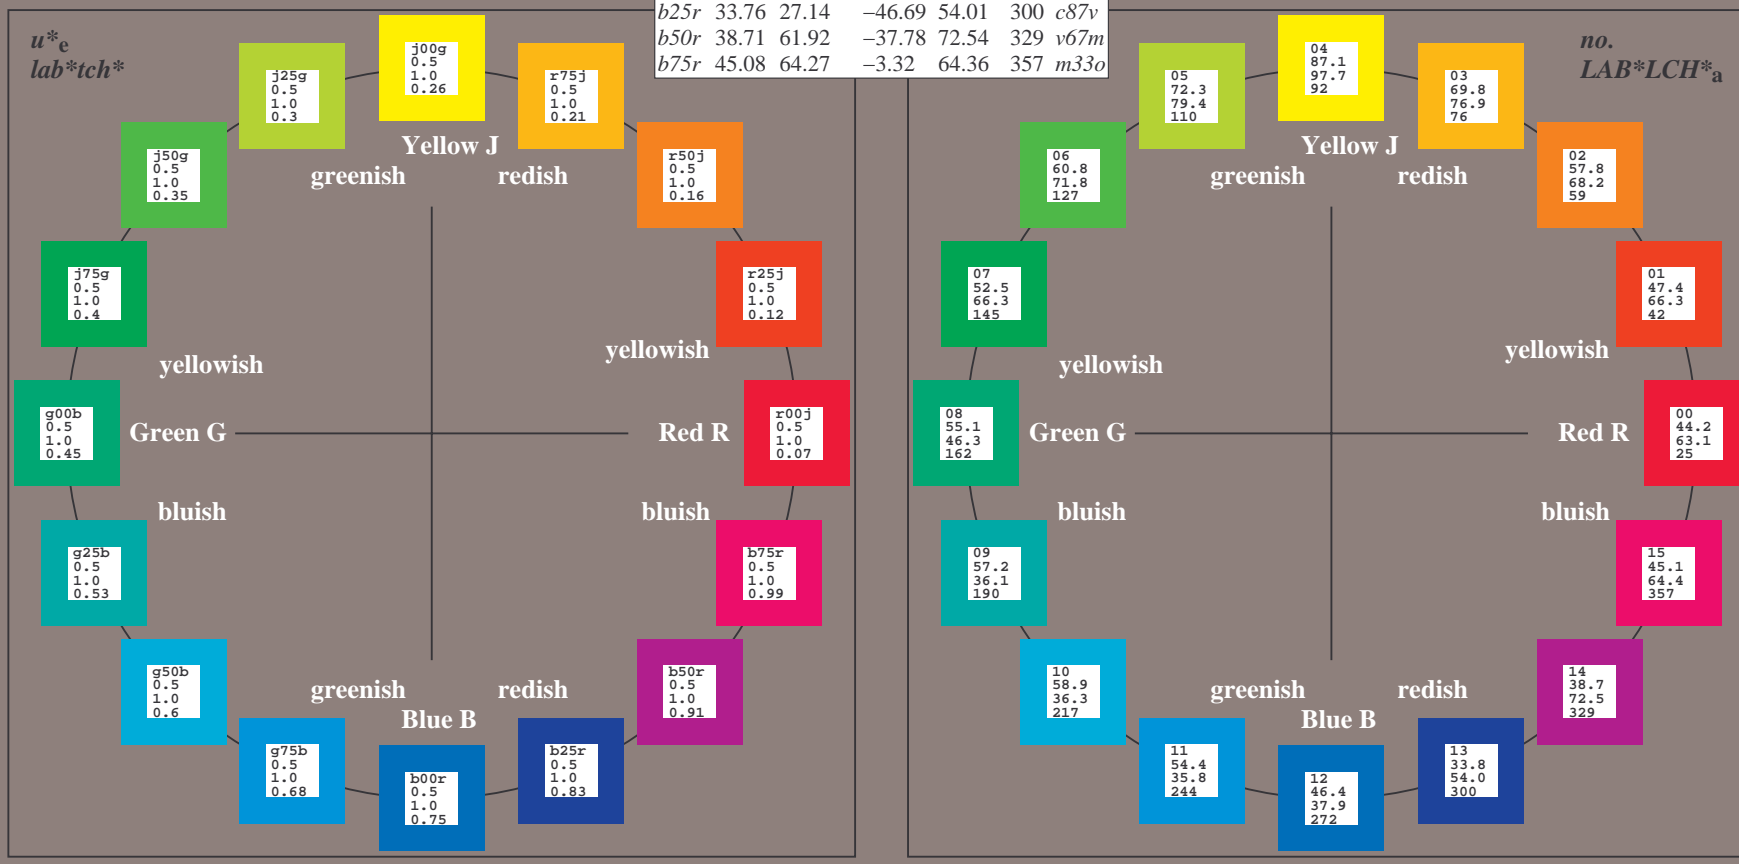 b25r 33.76 27.14 −46.69 54.01 300 c87v
b50r 38.71 61.92 −37.78 72.54 329 v67m
b75r 45.08 64.27 −3.32 64.36 357 m33o
u*e
lab*tch*
j00g
0.5
1.0
0.26
j25g
0.5
1.0
0.3
r75j
0.5
1.0
0.21
j50g
0.5
1.0
0.35
r50j
0.5
1.0
0.16
Yellow J
greenish redish
j75g
0.5
1.0
0.4
r25j
0.5
1.0
0.12
yellowish
yellowish
g00b
0.5
1.0
0.45
Green G
Red R
r00j
0.5
1.0
0.07
bluish
bluish
g25b
0.5
1.0
0.53
b75r
0.5
1.0
0.99
g50b
0.5
1.0
0.6
b50r
0.5
1.0
0.91
greenish redish
Blue B
g75b
0.5
1.0
0.68
b00r
0.5
1.0
0.75
b25r
0.5
1.0
0.83
no.
LAB*LCH*a
04
87.1
97.7
92
05
72.3
79.4
110
03
69.8
76.9
76
06
60.8
71.8
127
02
57.8
68.2
59
Yellow J
greenish redish
07
52.5
66.3
145
01
47.4
66.3
42
yellowish
yellowish
08
55.1
46.3
162
Green G
Red R
00
44.2
63.1
25
bluish
bluish
09
57.2
36.1
190
15
45.1
64.4
357
10
58.9
36.3
217
14
38.7
72.5
329
greenish redish
Blue B
11
54.4
35.8
244
12
46.4
37.9
272
13
33.8
54.0
300